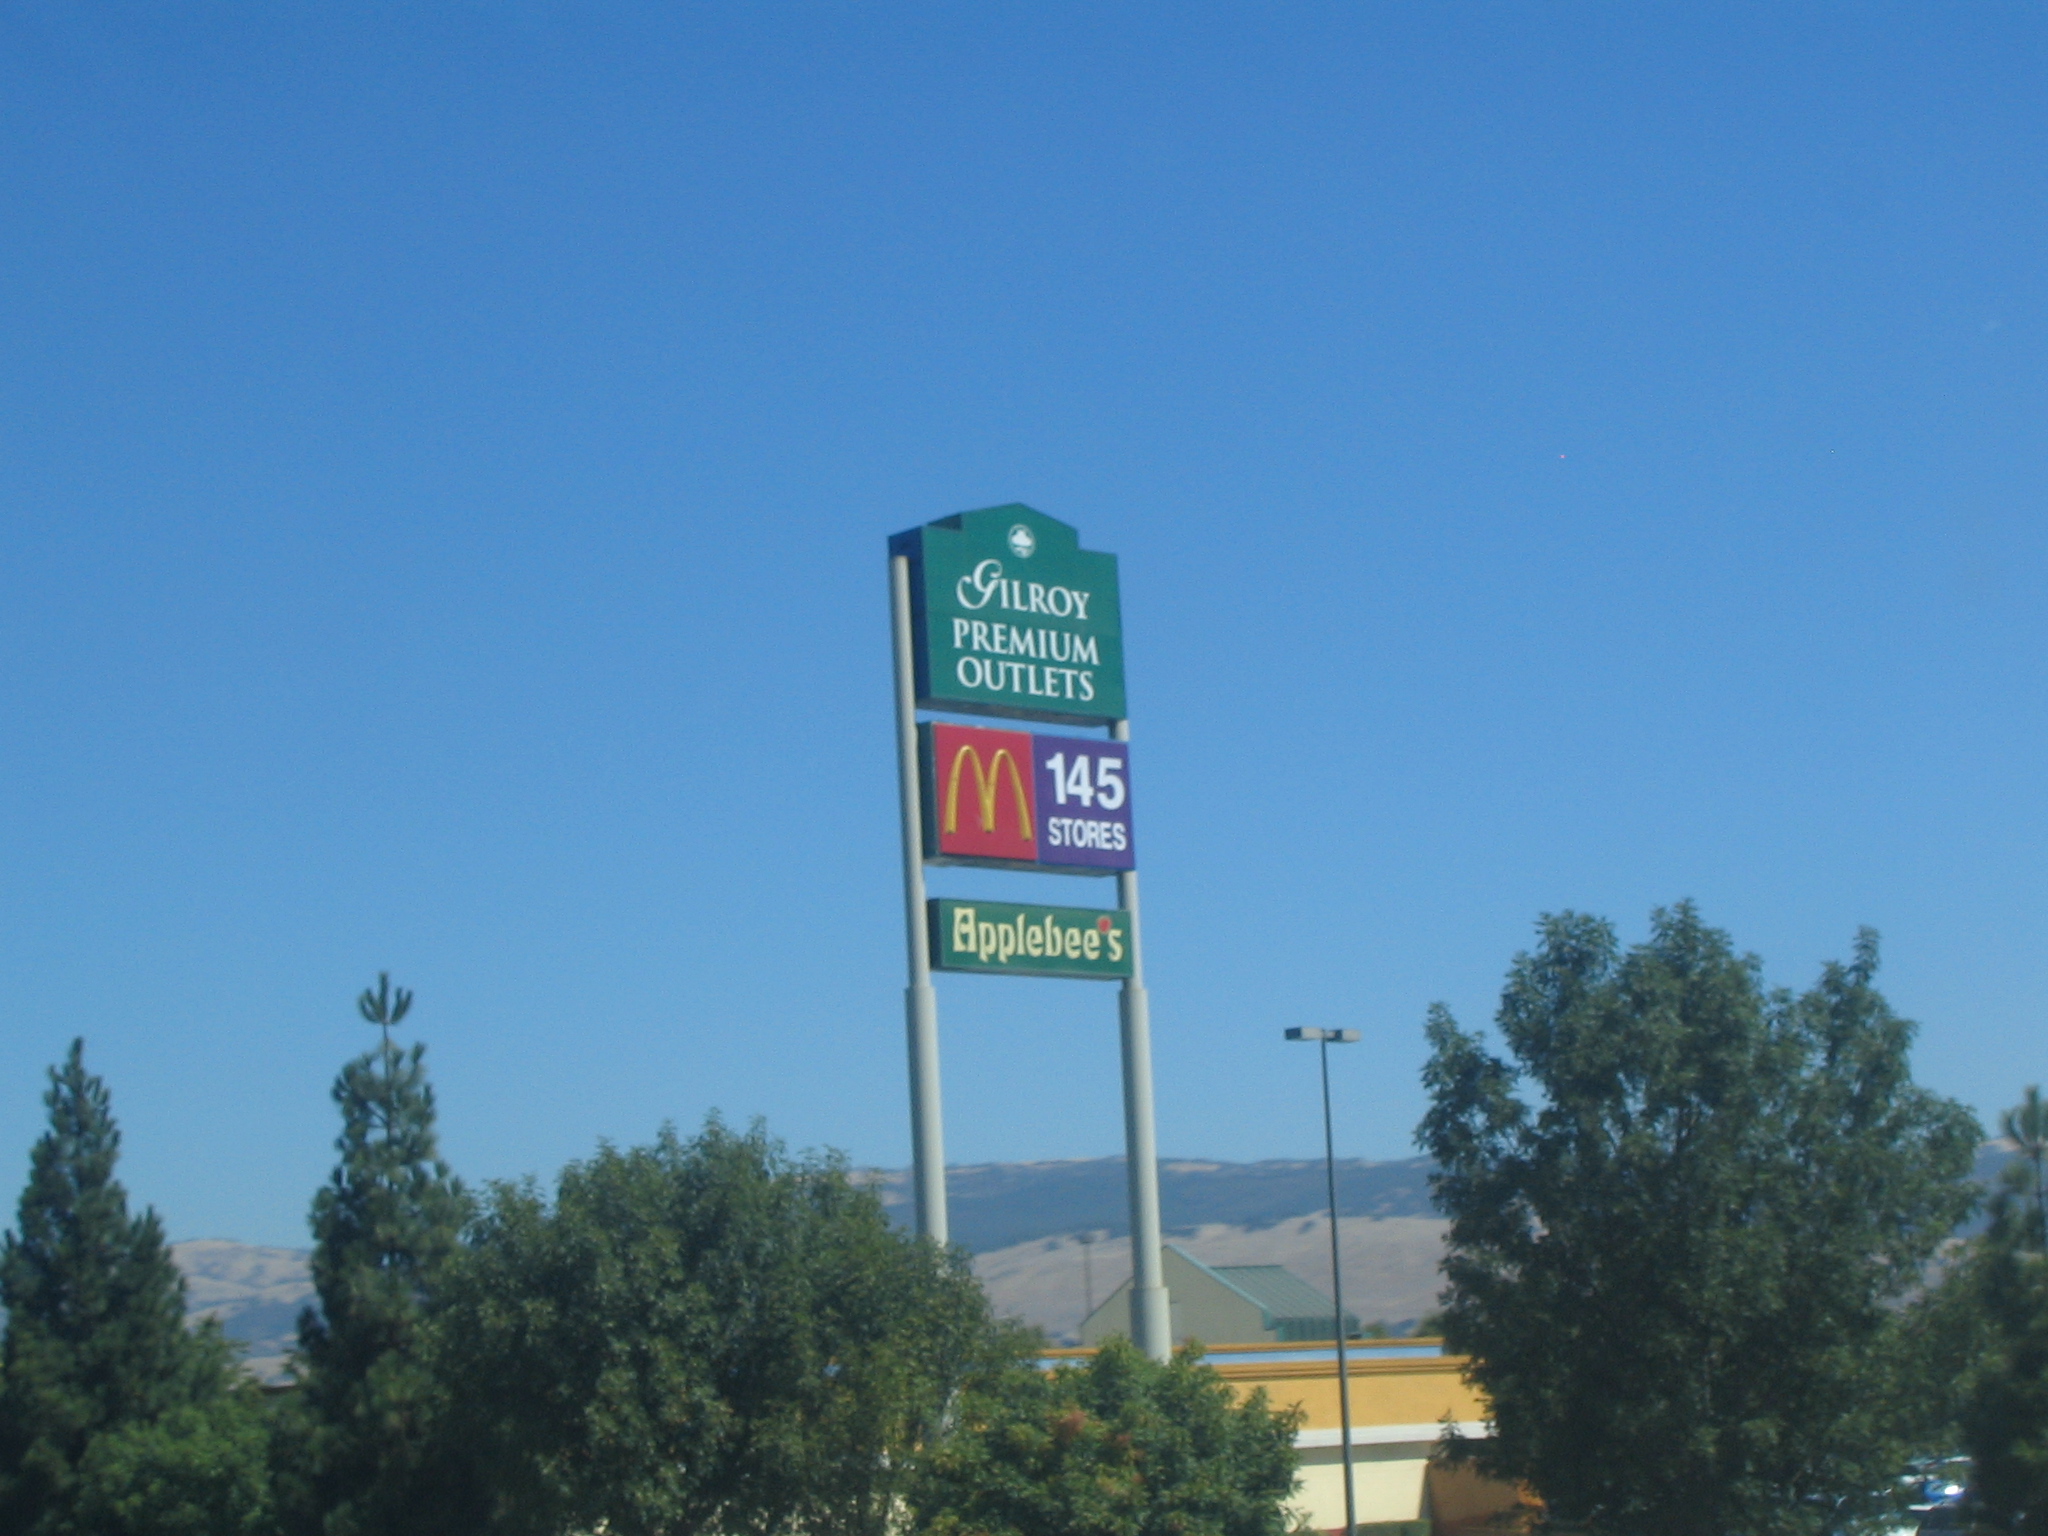 GILROY
PREMIUM
OUTLETS
145
STORES
Applebee's